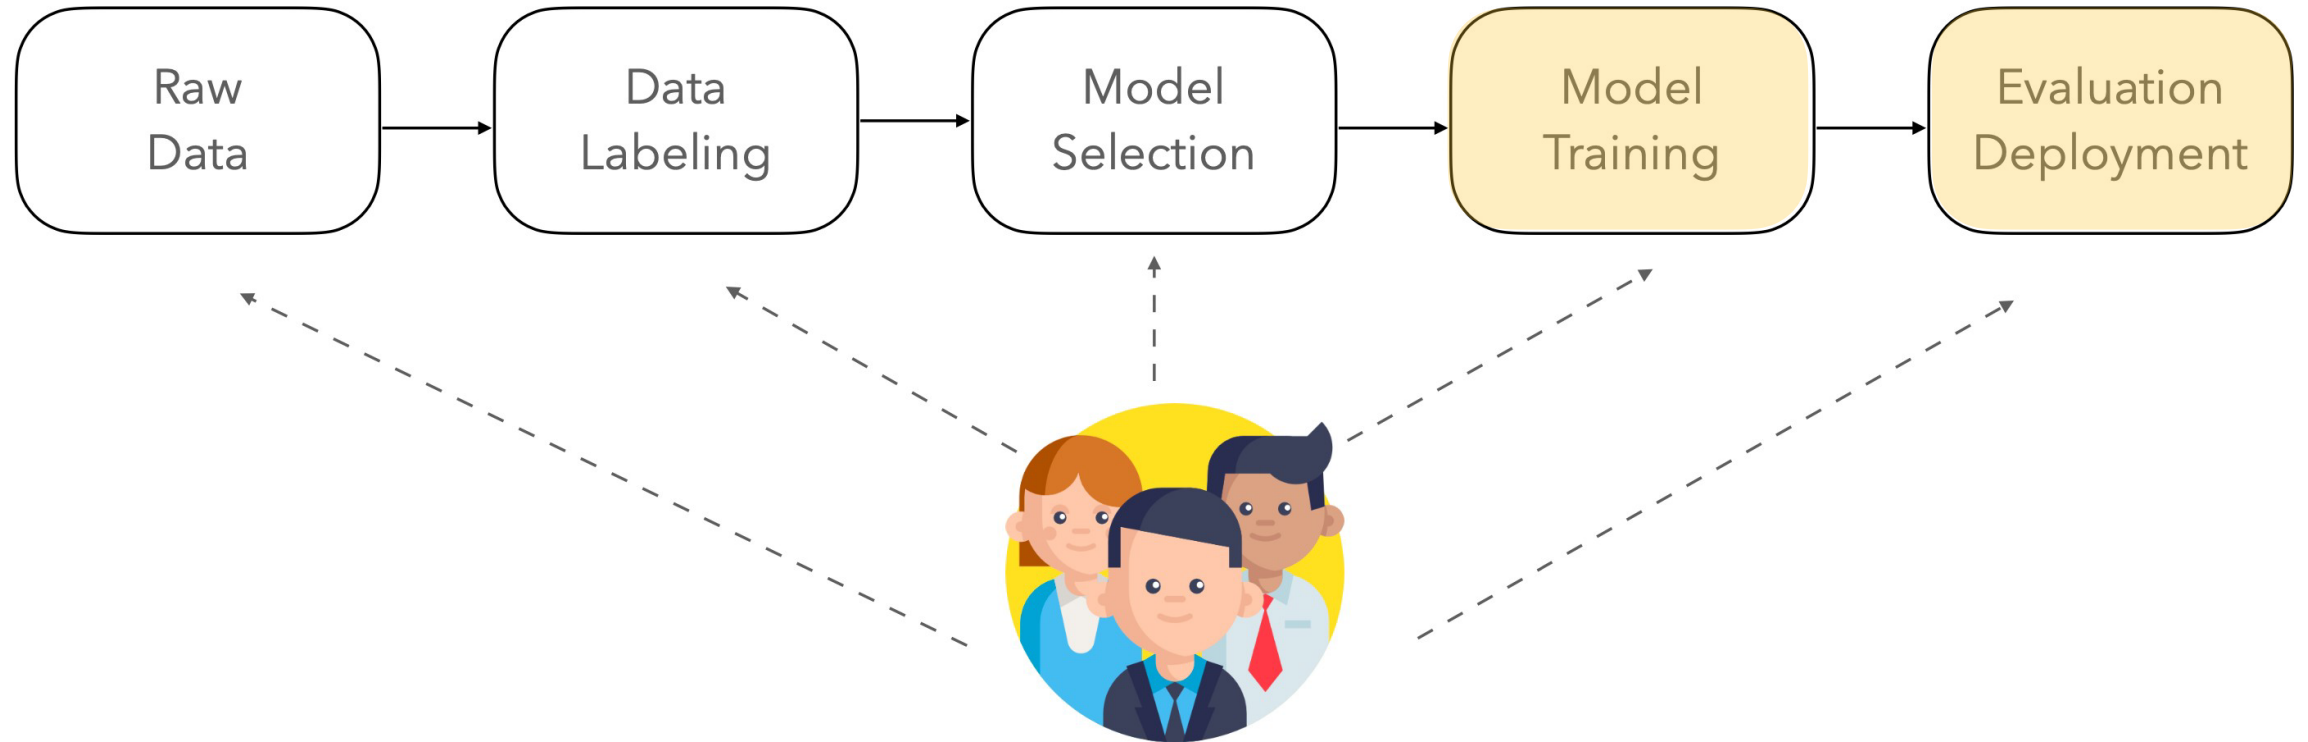 Raw
Data
Data
Labeling
Model
Selection
Model
Training
Evaluation
Deployment